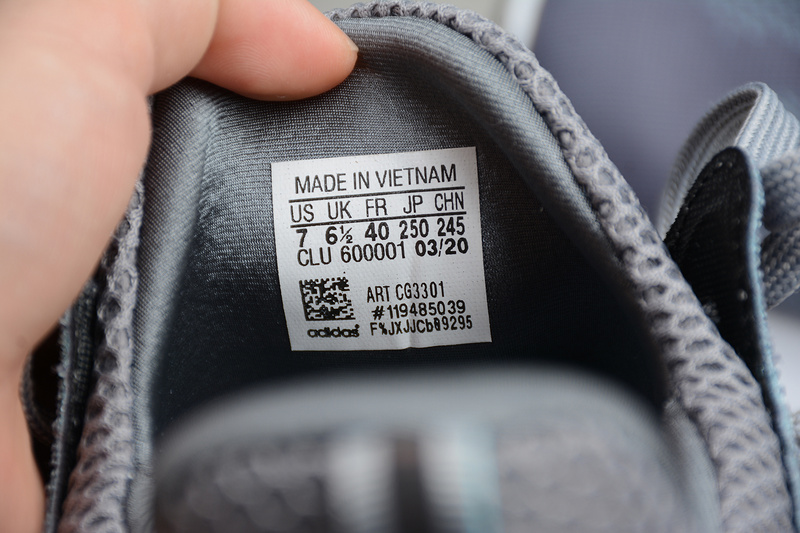 MADE IN VIETNAM
US UK FR JP CHN
7 6½ 40 250 245
CLU 600001 03/20
ART CG3301
#119485039
adidas F%JXJJCb09295